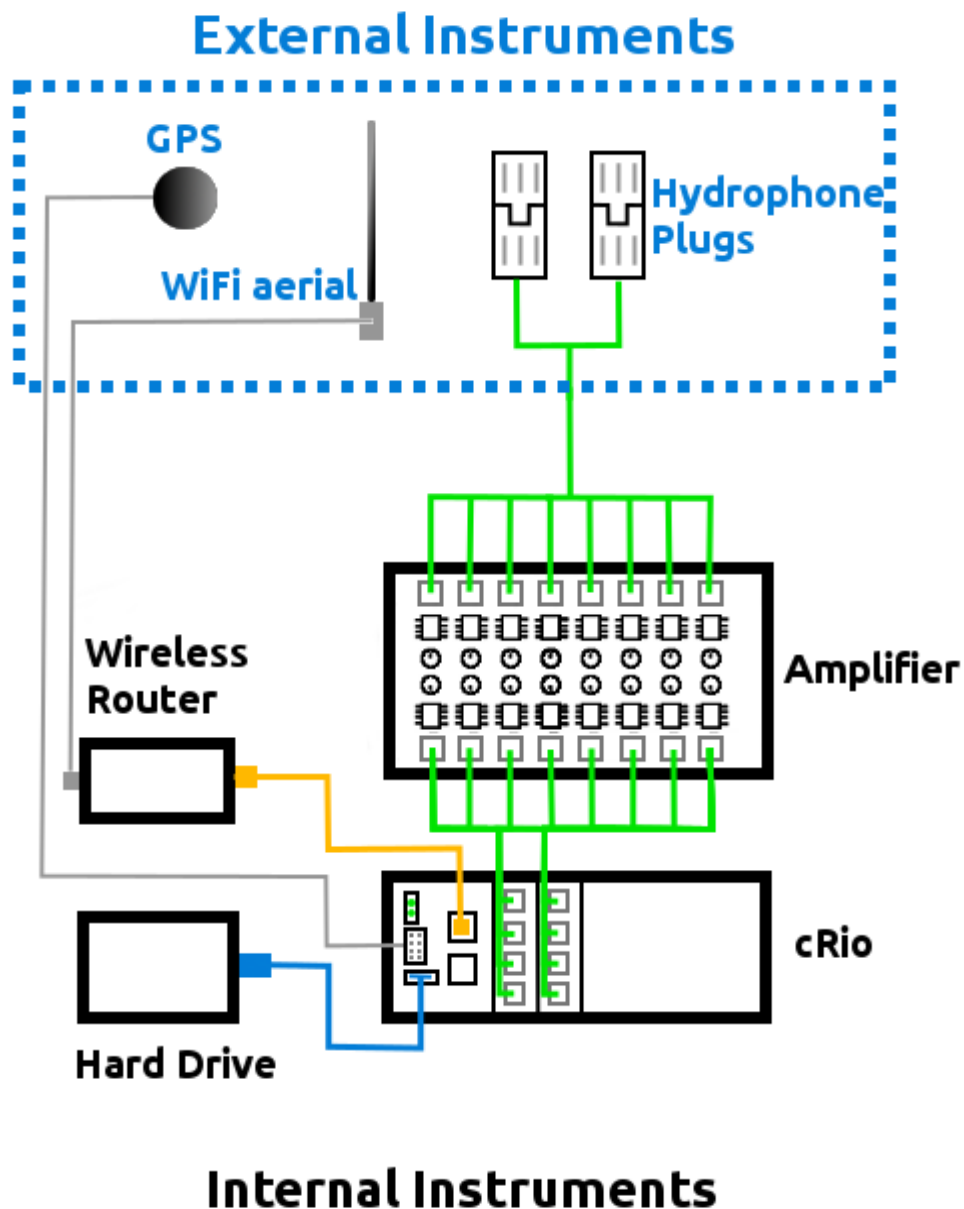 External Instruments
GPS
Hydrophone
Plugs
WiFi aerial
Wireless
Router
Amplifier
cRio
Hard Drive
Internal Instruments